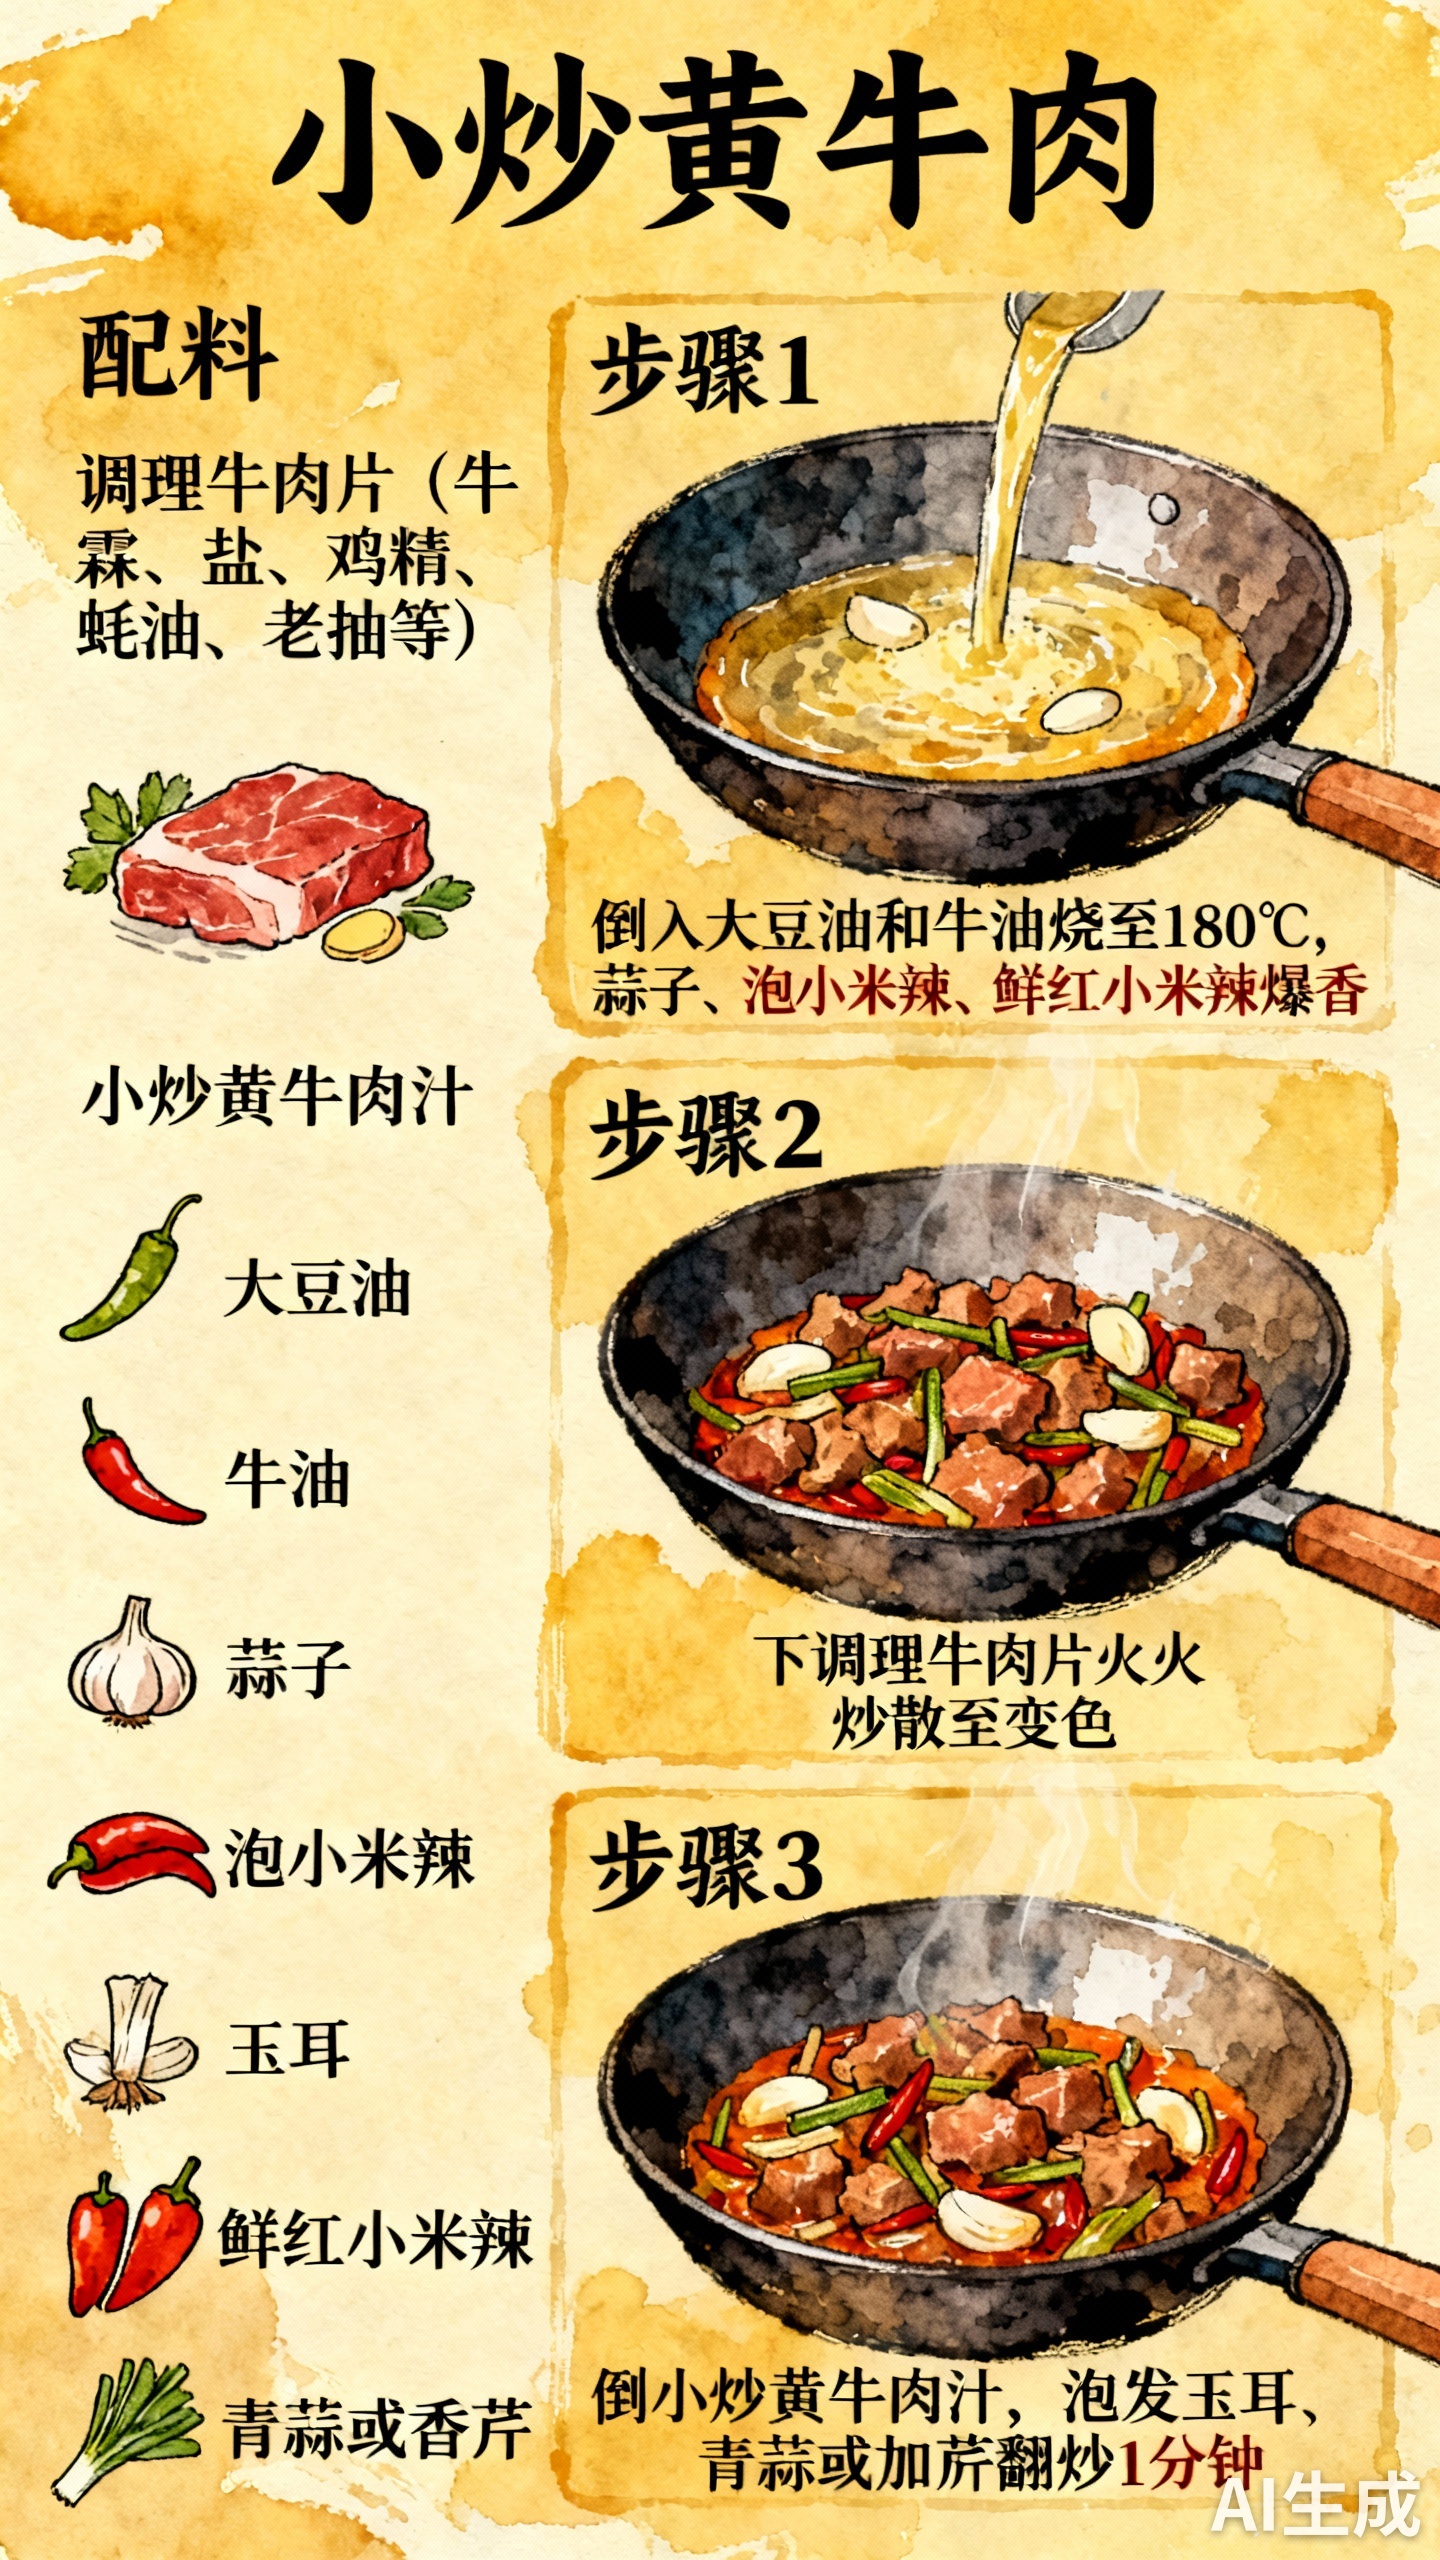 小炒黄牛肉
配料
调理牛肉片（牛
霖、盐、鸡精、
蚝油、老抽等）
小炒黄牛肉汁
大豆油
牛油
蒜子
泡小米辣
玉耳
鲜红小米辣
青蒜或香芹
步骤1
倒入大豆油和牛油烧至180℃，
蒜子、泡小米辣、鲜红小米辣爆香
步骤2
下调理牛肉片火火
炒散至变色
步骤3
倒小炒黄牛肉汁，泡发玉耳、
青蒜或加芹翻炒1分钟
AI生成